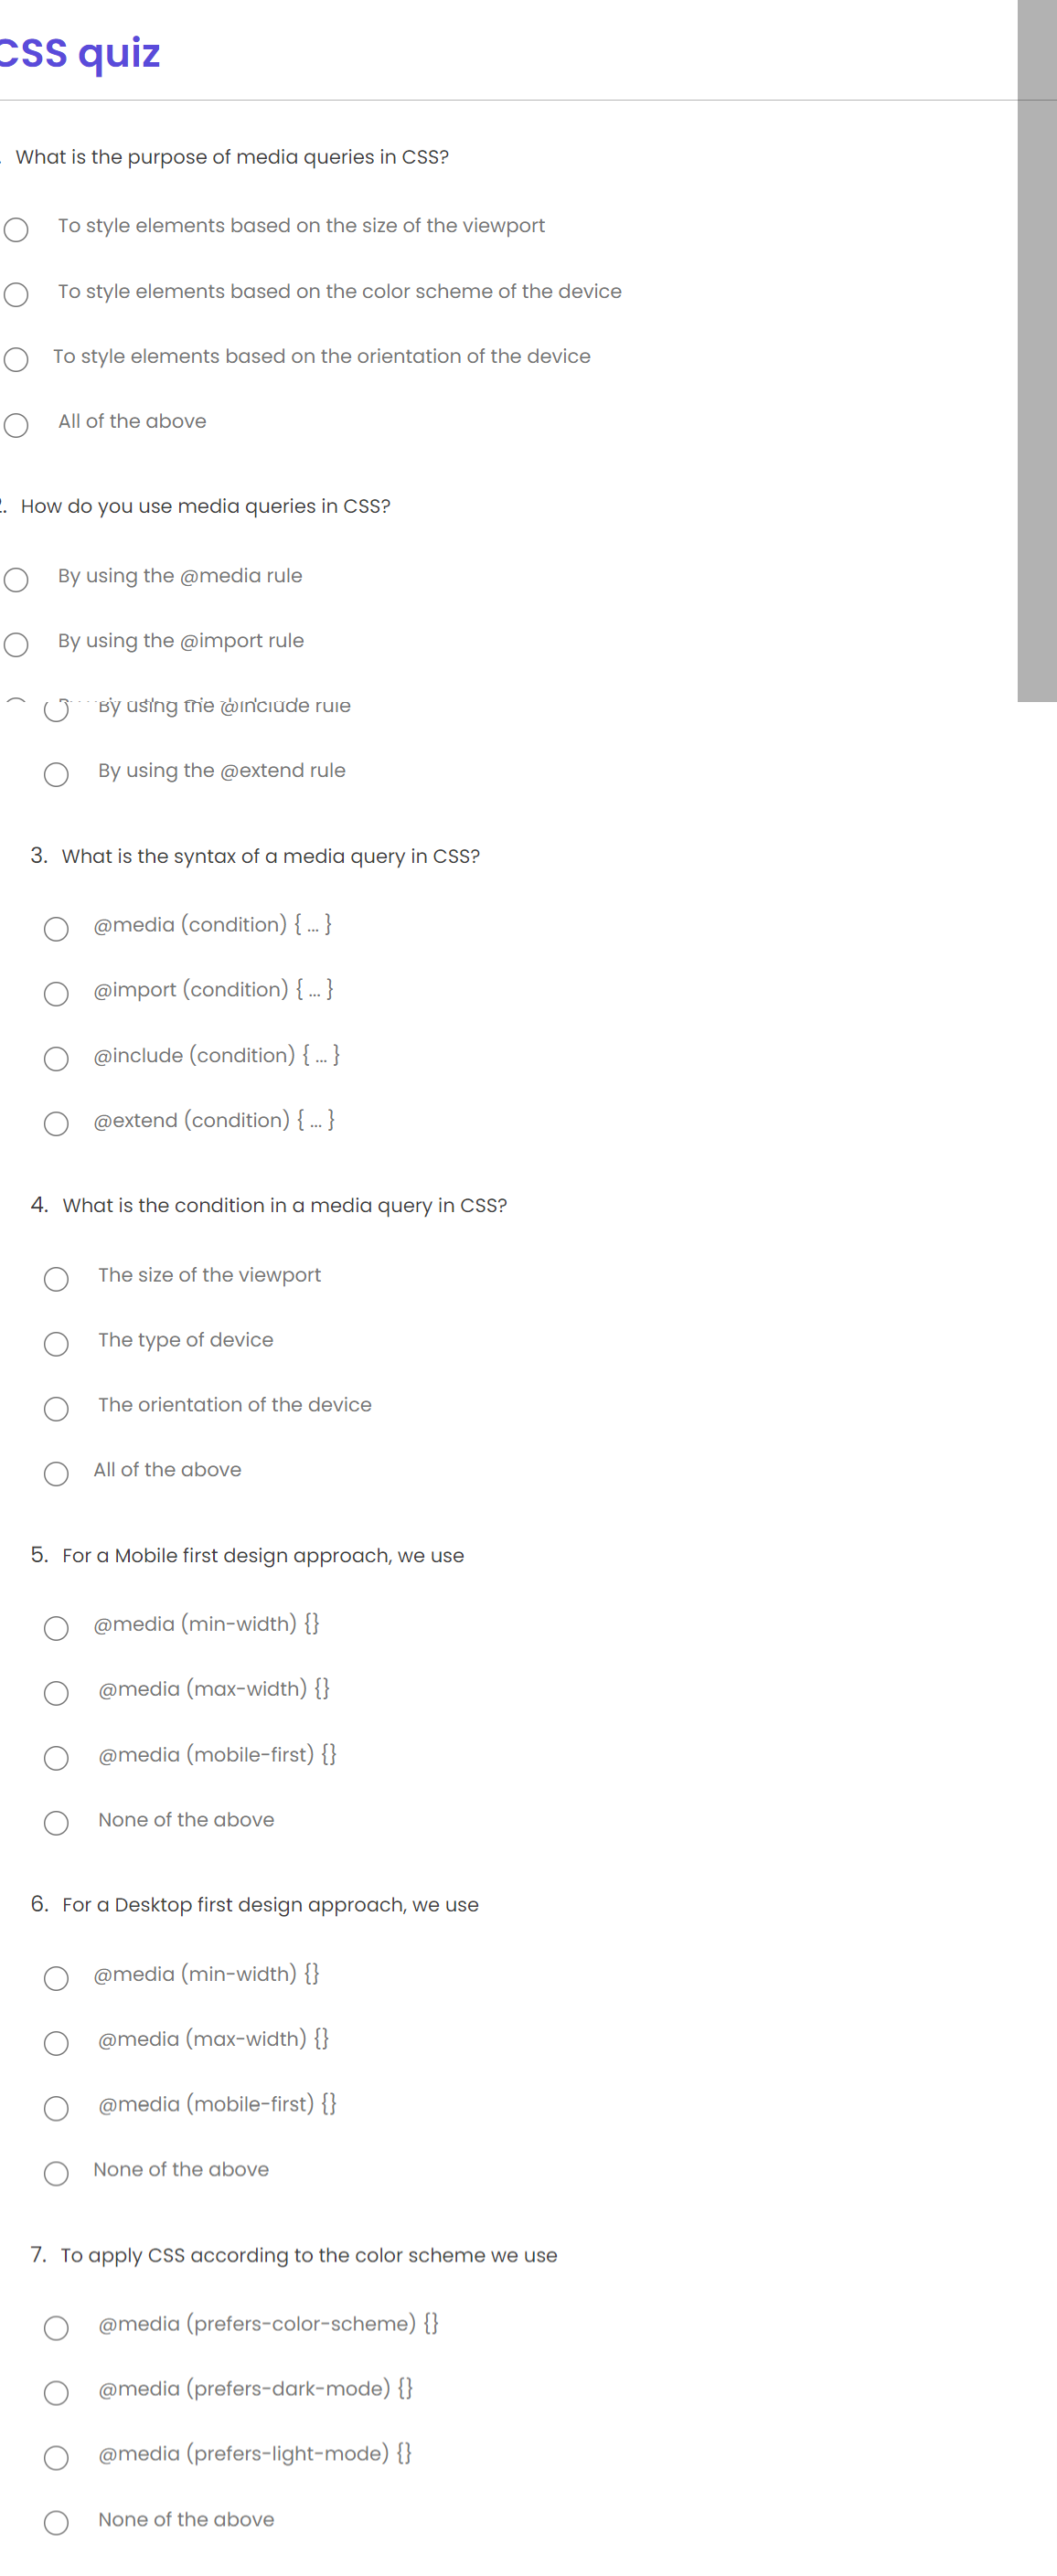 CSS quiz
. What is the purpose of media queries in CSS?
To style elements based on the size of the viewport
To style elements based on the color scheme of the device
To style elements based on the orientation of the device
All of the above
2. How do you use media queries in CSS?
By using the @media rule
By using the @import rule
By using the @include rule
By using the @extend rule
3. What is the syntax of a media query in CSS?
@media (condition) { ... }
@import (condition) { ... }
@include (condition) { ... }
@extend (condition) { ... }
4. What is the condition in a media query in CSS?
The size of the viewport
The type of device
The orientation of the device
All of the above
5. For a Mobile first design approach, we use
@media (min-width) {}
@media (max-width) {}
@media (mobile-first) {}
None of the above
6. For a Desktop first design approach, we use
@media (min-width) {}
@media (max-width) {}
@media (mobile-first) {}
None of the above
7. To apply CSS according to the color scheme we use
@media (prefers-color-scheme) {}
@media (prefers-dark-mode) {}
@media (prefers-light-mode) {}
None of the above